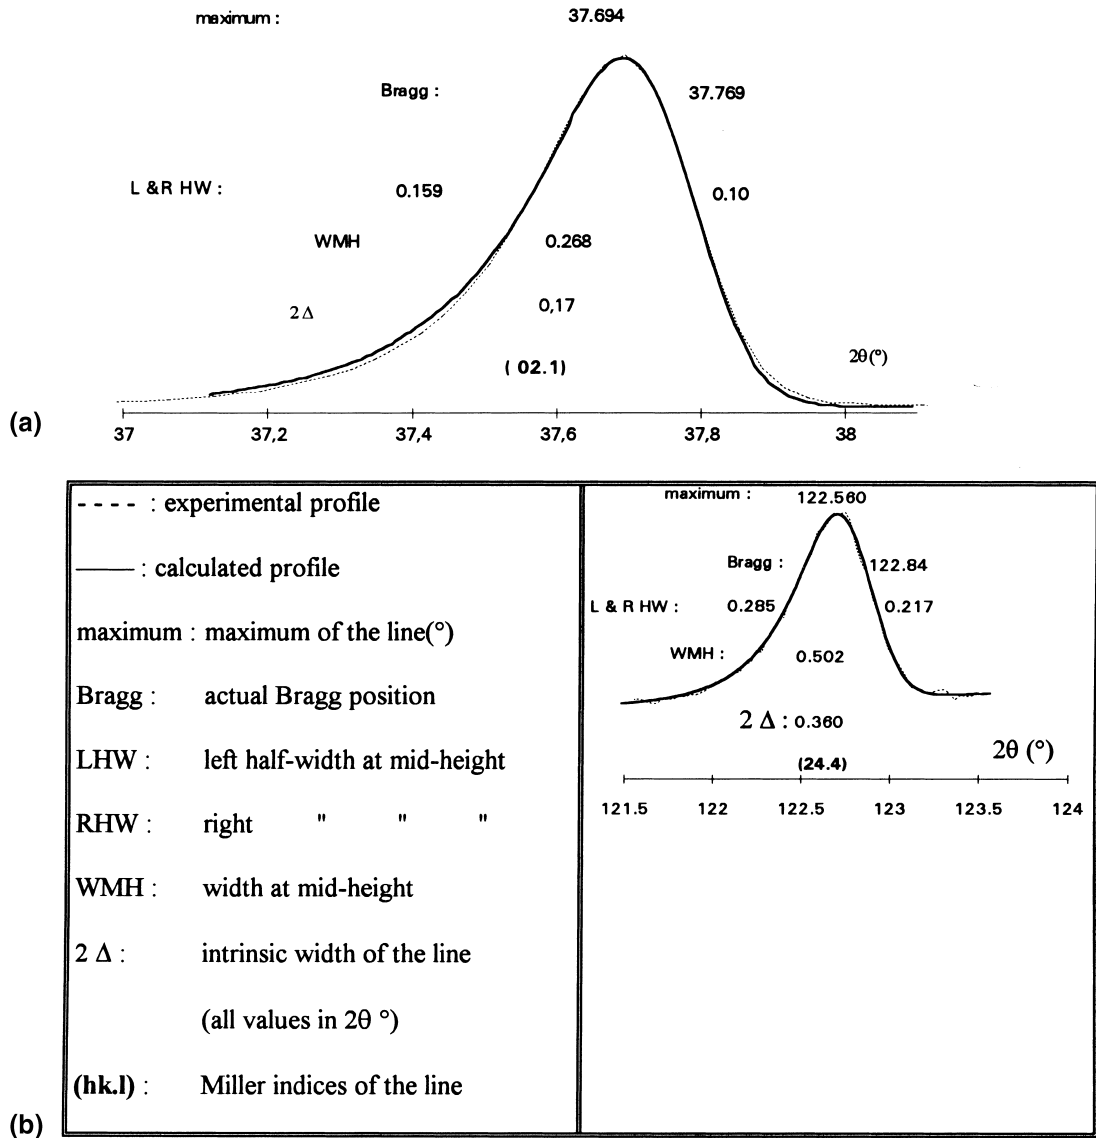 maximum : 37.694
Bragg : 37.769
L &R HW : 0.159 0.10
WMH 0.268
2 Δ 0,17
( 02.1) 2θ(°)
(a)
37 37,2 37,4 37,6 37,8 38
- - - - : experimental profile
—— : calculated profile
maximum : maximum of the line(°)
Bragg : actual Bragg position
LHW : left half-width at mid-height
RHW : right " " "
WMH : width at mid-height
2 Δ : intrinsic width of the line
(all values in 2θ °)
(hk.l) : Miller indices of the line
(b)
maximum : 122.560
Bragg : 122.84
L & R HW : 0.285 0.217
WMH : 0.502
2 Δ : 0.360
(24.4) 2θ (°)
121.5 122 122.5 123 123.5 124